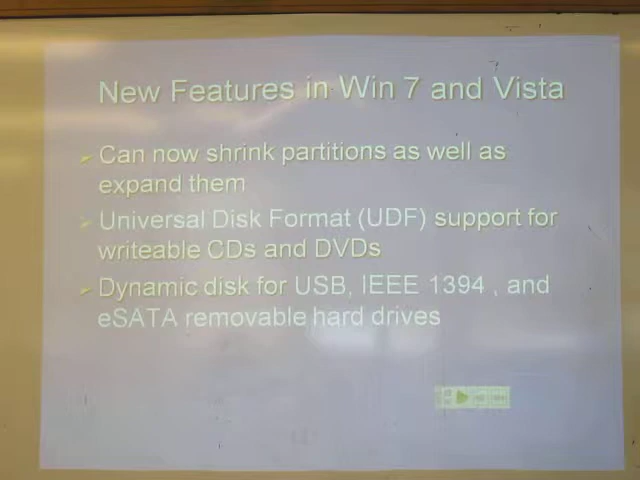 New Features in Win 7 and Vista
Can now shrink partitions as well as
expand them
Universal Disk Format (UDF) support for
writeable CDs and DVDs
Dynamic disk for USB, IEEE 1394 , and
eSATA removable hard drives